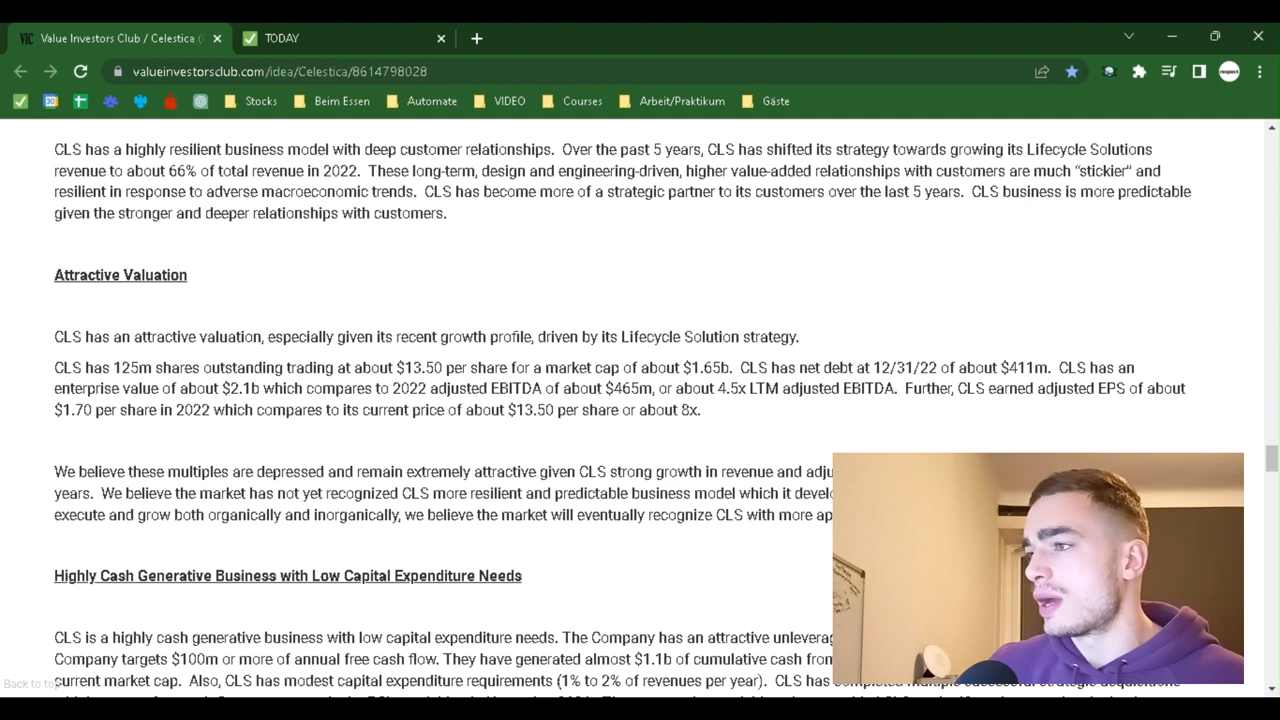 VIC Value Investors Club / Celestica (
TODAY
valueinvestorsclub.com/idea/Celestica/8614798028
respect
30
Stocks
Beim Essen
Automate
VIDEO
Courses
Arbeit/Praktikum
Gäste
CLS has a highly resilient business model with deep customer relationships. Over the past 5 years, CLS has shifted its strategy towards growing its Lifecycle Solutions
revenue to about 66% of total revenue in 2022. These long-term, design and engineering-driven, higher value-added relationships with customers are much “stickier” and
resilient in response to adverse macroeconomic trends. CLS has become more of a strategic partner to its customers over the last 5 years. CLS business is more predictable
given the stronger and deeper relationships with customers.
Attractive Valuation
CLS has an attractive valuation, especially given its recent growth profile, driven by its Lifecycle Solution strategy.
CLS has 125m shares outstanding trading at about $13.50 per share for a market cap of about $1.65b. CLS has net debt at 12/31/22 of about $411m. CLS has an
enterprise value of about $2.1b which compares to 2022 adjusted EBITDA of about $465m, or about 4.5x LTM adjusted EBITDA. Further, CLS earned adjusted EPS of about
$1.70 per share in 2022 which compares to its current price of about $13.50 per share or about 8x.
We believe these multiples are depressed and remain extremely attractive given CLS strong growth in revenue and adju
years. We believe the market has not yet recognized CLS more resilient and predictable business model which it develo
execute and grow both organically and inorganically, we believe the market will eventually recognize CLS with more ap
Highly Cash Generative Business with Low Capital Expenditure Needs
CLS is a highly cash generative business with low capital expenditure needs. The Company has an attractive unleverag
Company targets $100m or more of annual free cash flow. They have generated almost $1.1b of cumulative cash from
current market cap. Also, CLS has modest capital expenditure requirements (1% to 2% of revenues per year). CLS has completed multiple successful strategic acquisitions
Back to top